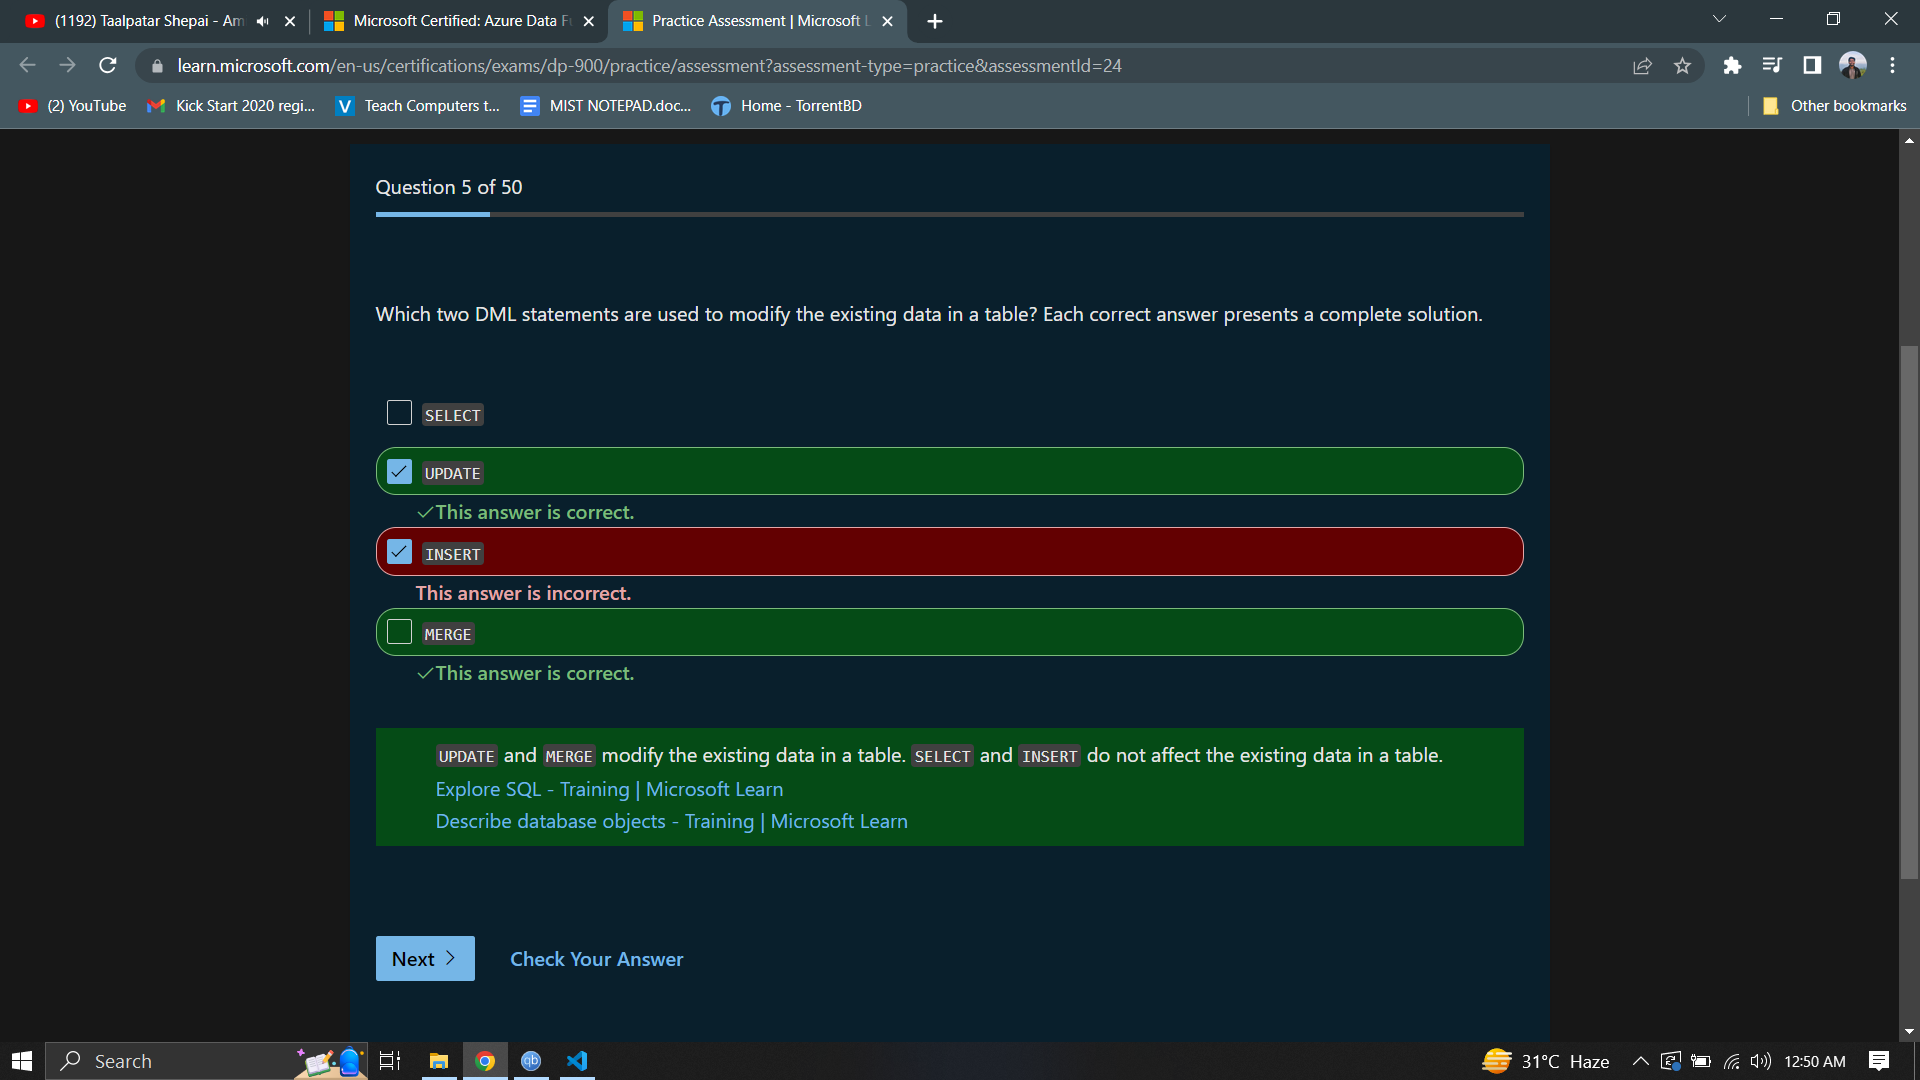 (1192) Taalpatar Shepai - Am
Microsoft Certified: Azure Data F
Practice Assessment | Microsoft L
learn.microsoft.com/en-us/certifications/exams/dp-900/practice/assessment?assessment-type=practice&assessmentId=24
(2) YouTube
Kick Start 2020 regi...
Teach Computers t...
MIST NOTEPAD.doc...
Home - TorrentBD
Other bookmarks
Question 5 of 50
Which two DML statements are used to modify the existing data in a table? Each correct answer presents a complete solution.
SELECT
UPDATE
This answer is correct.
INSERT
This answer is incorrect.
MERGE
This answer is correct.
UPDATE and MERGE modify the existing data in a table. SELECT and INSERT do not affect the existing data in a table.
Explore SQL - Training | Microsoft Learn
Describe database objects - Training | Microsoft Learn
Next
Check Your Answer
Search
qb
31°C Haze
12:50 AM